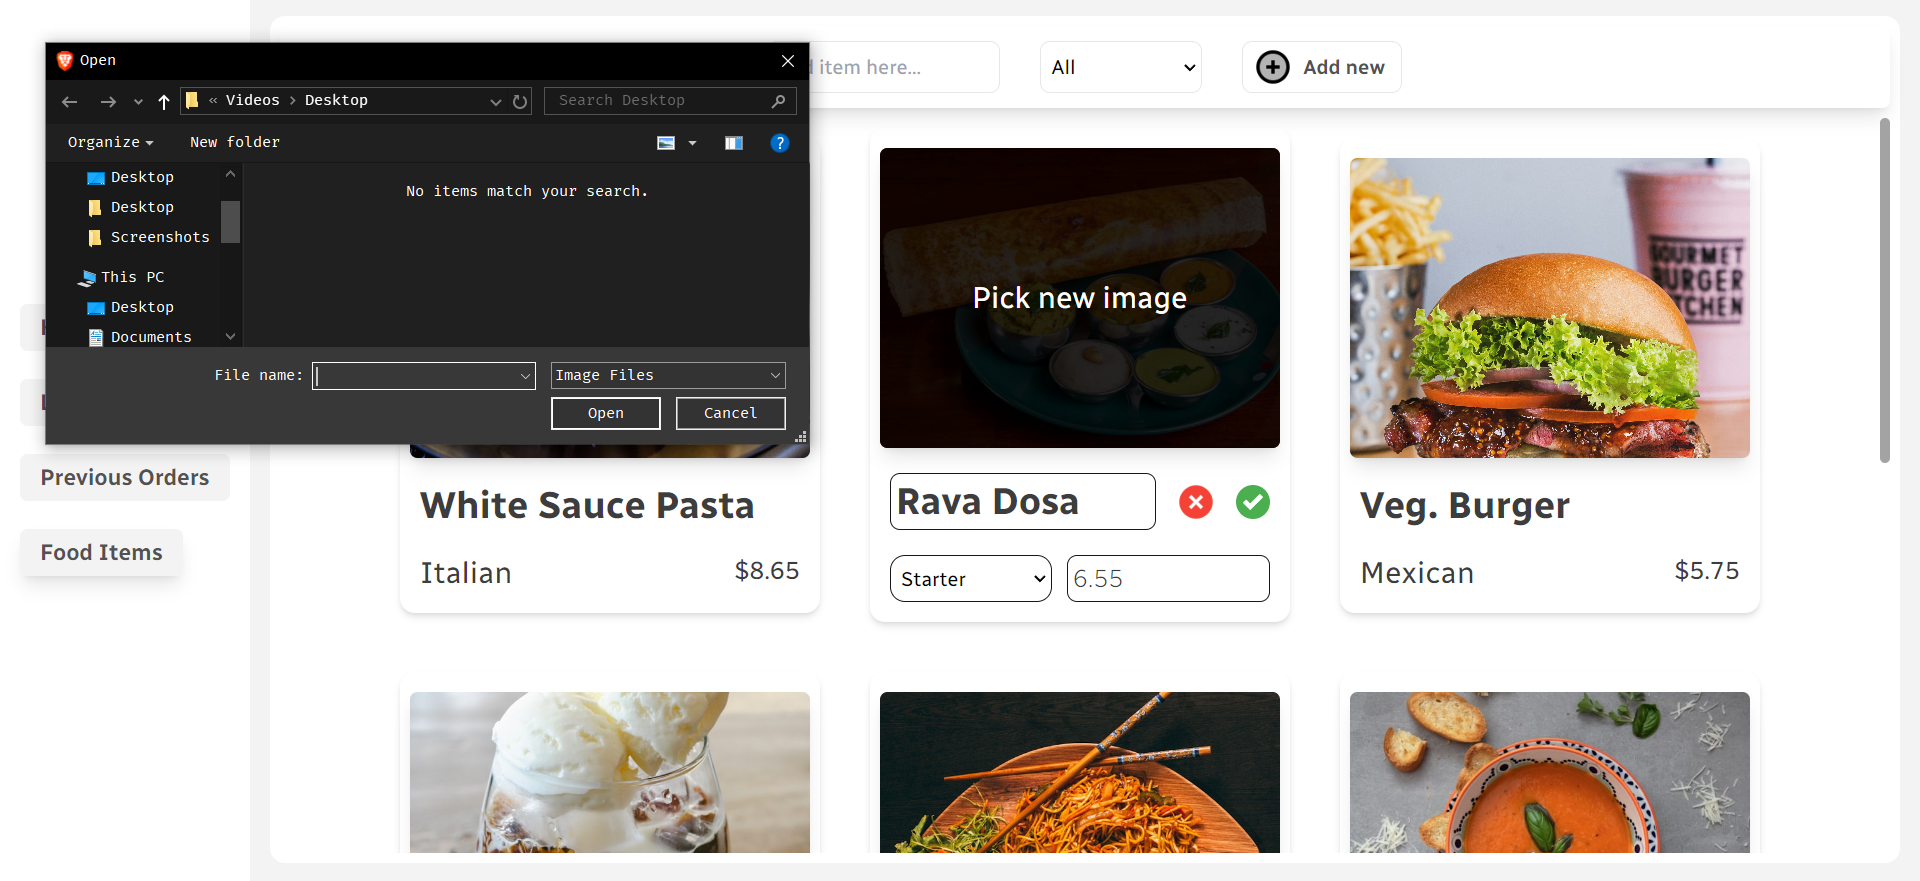 Open
« Videos > Desktop
Search Desktop
Organize
New folder
?
Desktop
Desktop
Screenshots
This PC
Desktop
Documents
No items match your search.
File name:
Image Files
Open
Cancel
item here...
All
Add new
Previous Orders
Food Items
Pick new image
GOURMET
BURGER
KITCHEN
White Sauce Pasta
Italian
$8.65
Rava Dosa
Starter
6.55
Veg. Burger
Mexican
$5.75